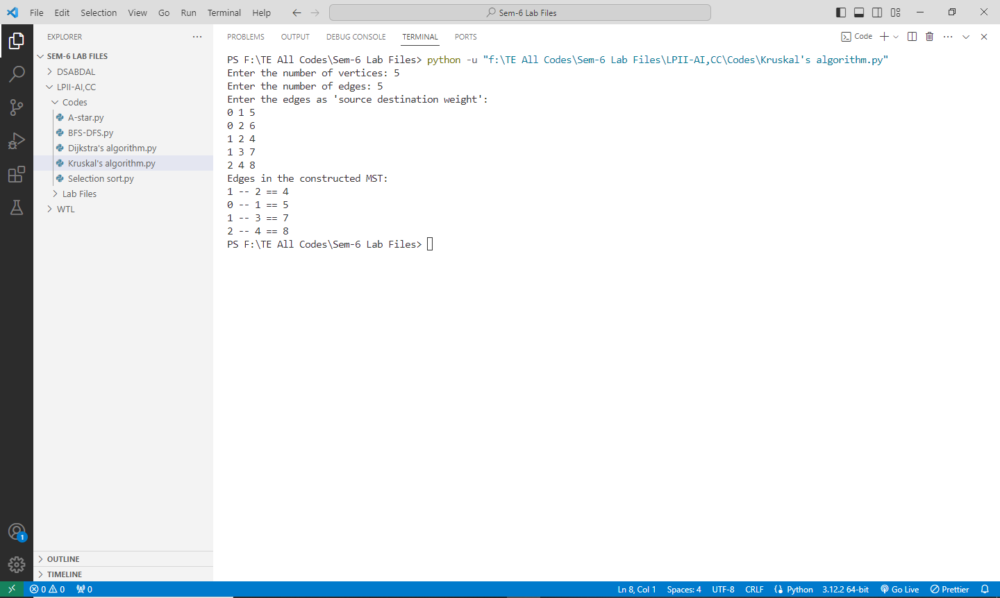 File Edit Selection View Go Run Terminal Help
Sem-6 Lab Files
EXPLORER
SEM-6 LAB FILES
DSABDAL
LPII-AI,CC
Codes
A-star.py
BFS-DFS.py
Dijkstra's algorithm.py
Kruskal's algorithm.py
Selection sort.py
Lab Files
WTL
OUTLINE
TIMELINE
PROBLEMS OUTPUT DEBUG CONSOLE TERMINAL PORTS
Code
PS F:\TE All Codes\Sem-6 Lab Files> python -u "f:\TE All Codes\Sem-6 Lab Files\LPII-AI,CC\Codes\Kruskal's algorithm.py"
Enter the number of vertices: 5
Enter the number of edges: 5
Enter the edges as 'source destination weight':
0 1 5
0 2 6
1 2 4
1 3 7
2 4 8
Edges in the constructed MST:
1 -- 2 == 4
0 -- 1 == 5
1 -- 3 == 7
2 -- 4 == 8
PS F:\TE All Codes\Sem-6 Lab Files>
1
0 0 0
Ln 8, Col 1 Spaces: 4 UTF-8 CRLF Python 3.12.2 64-bit Go Live Prettier